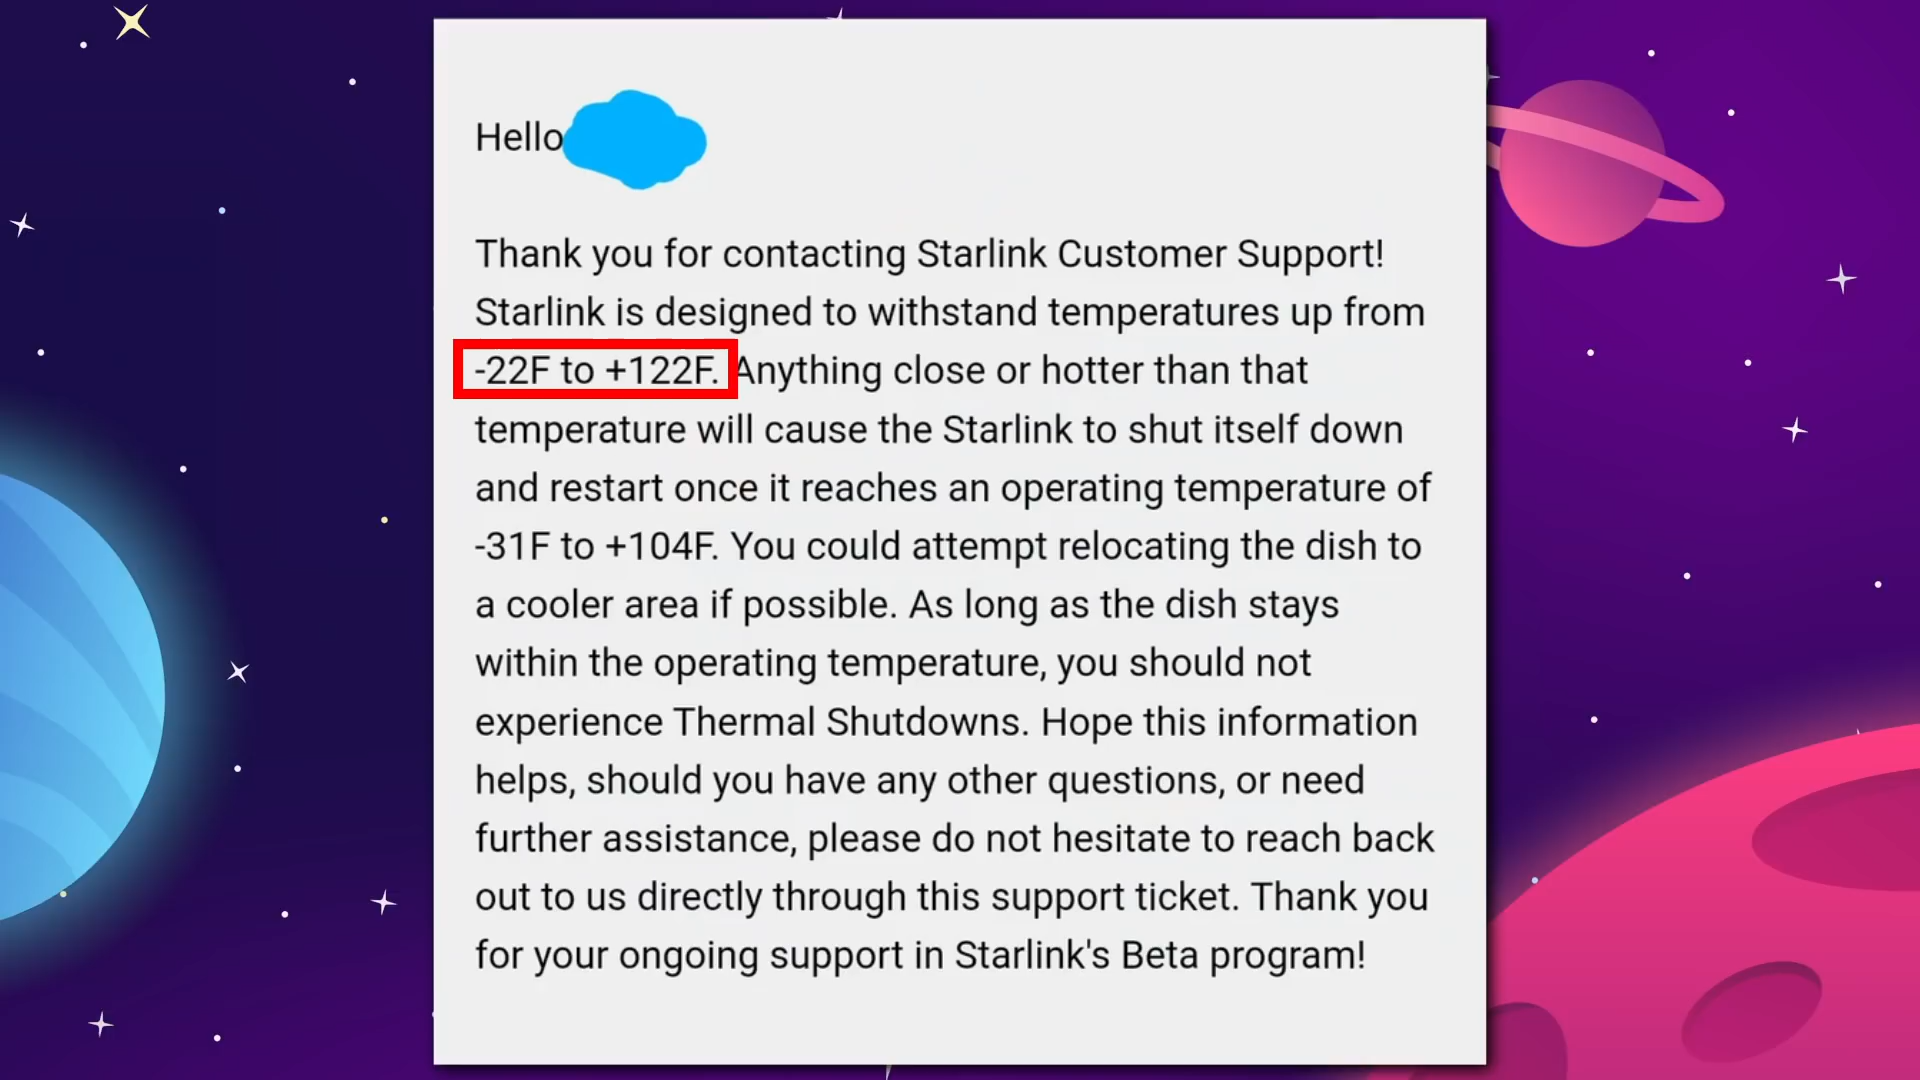 Hello
Thank you for contacting Starlink Customer Support!
Starlink is designed to withstand temperatures up from
-22F to +122F. Anything close or hotter than that
temperature will cause the Starlink to shut itself down
and restart once it reaches an operating temperature of
-31F to +104F. You could attempt relocating the dish to
a cooler area if possible. As long as the dish stays
within the operating temperature, you should not
experience Thermal Shutdowns. Hope this information
helps, should you have any other questions, or need
further assistance, please do not hesitate to reach back
out to us directly through this support ticket. Thank you
for your ongoing support in Starlink's Beta program!